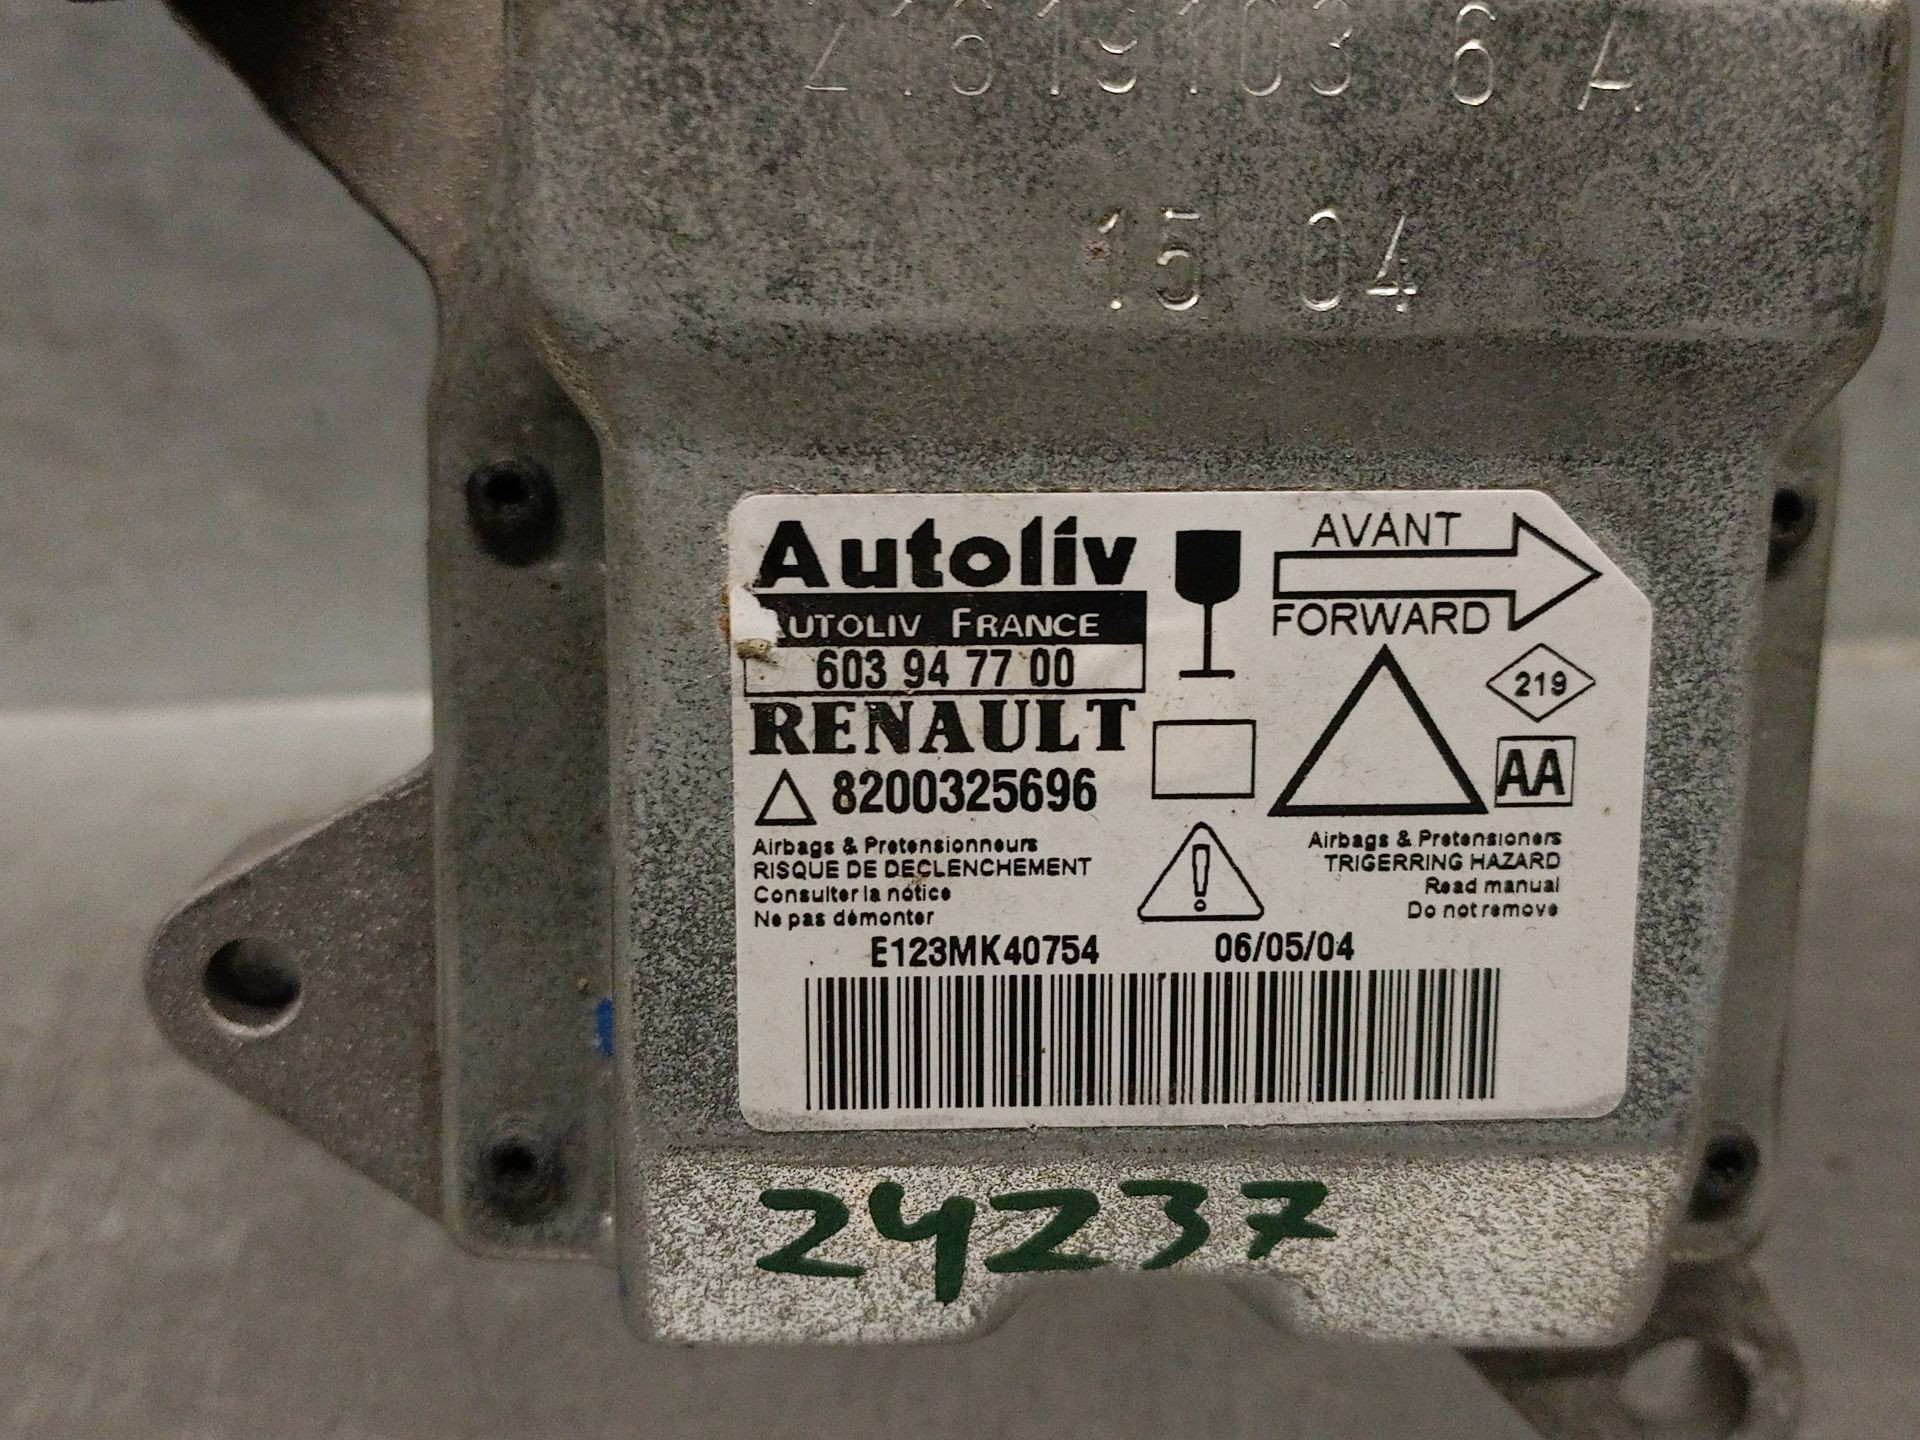 15 04
Autoliv
AUTOLIV FRANCE
603 94 77 00
RENAULT
8200325696
AVANT
FORWARD
219
AA
Airbags & Pretensionneurs
RISQUE DE DECLENCHEMENT
Consulter la notice
Ne pas démonter
Airbags & Pretensioners
TRIGERRING HAZARD
Read manual
Do not remove
E123MK40754 06/05/04
24237